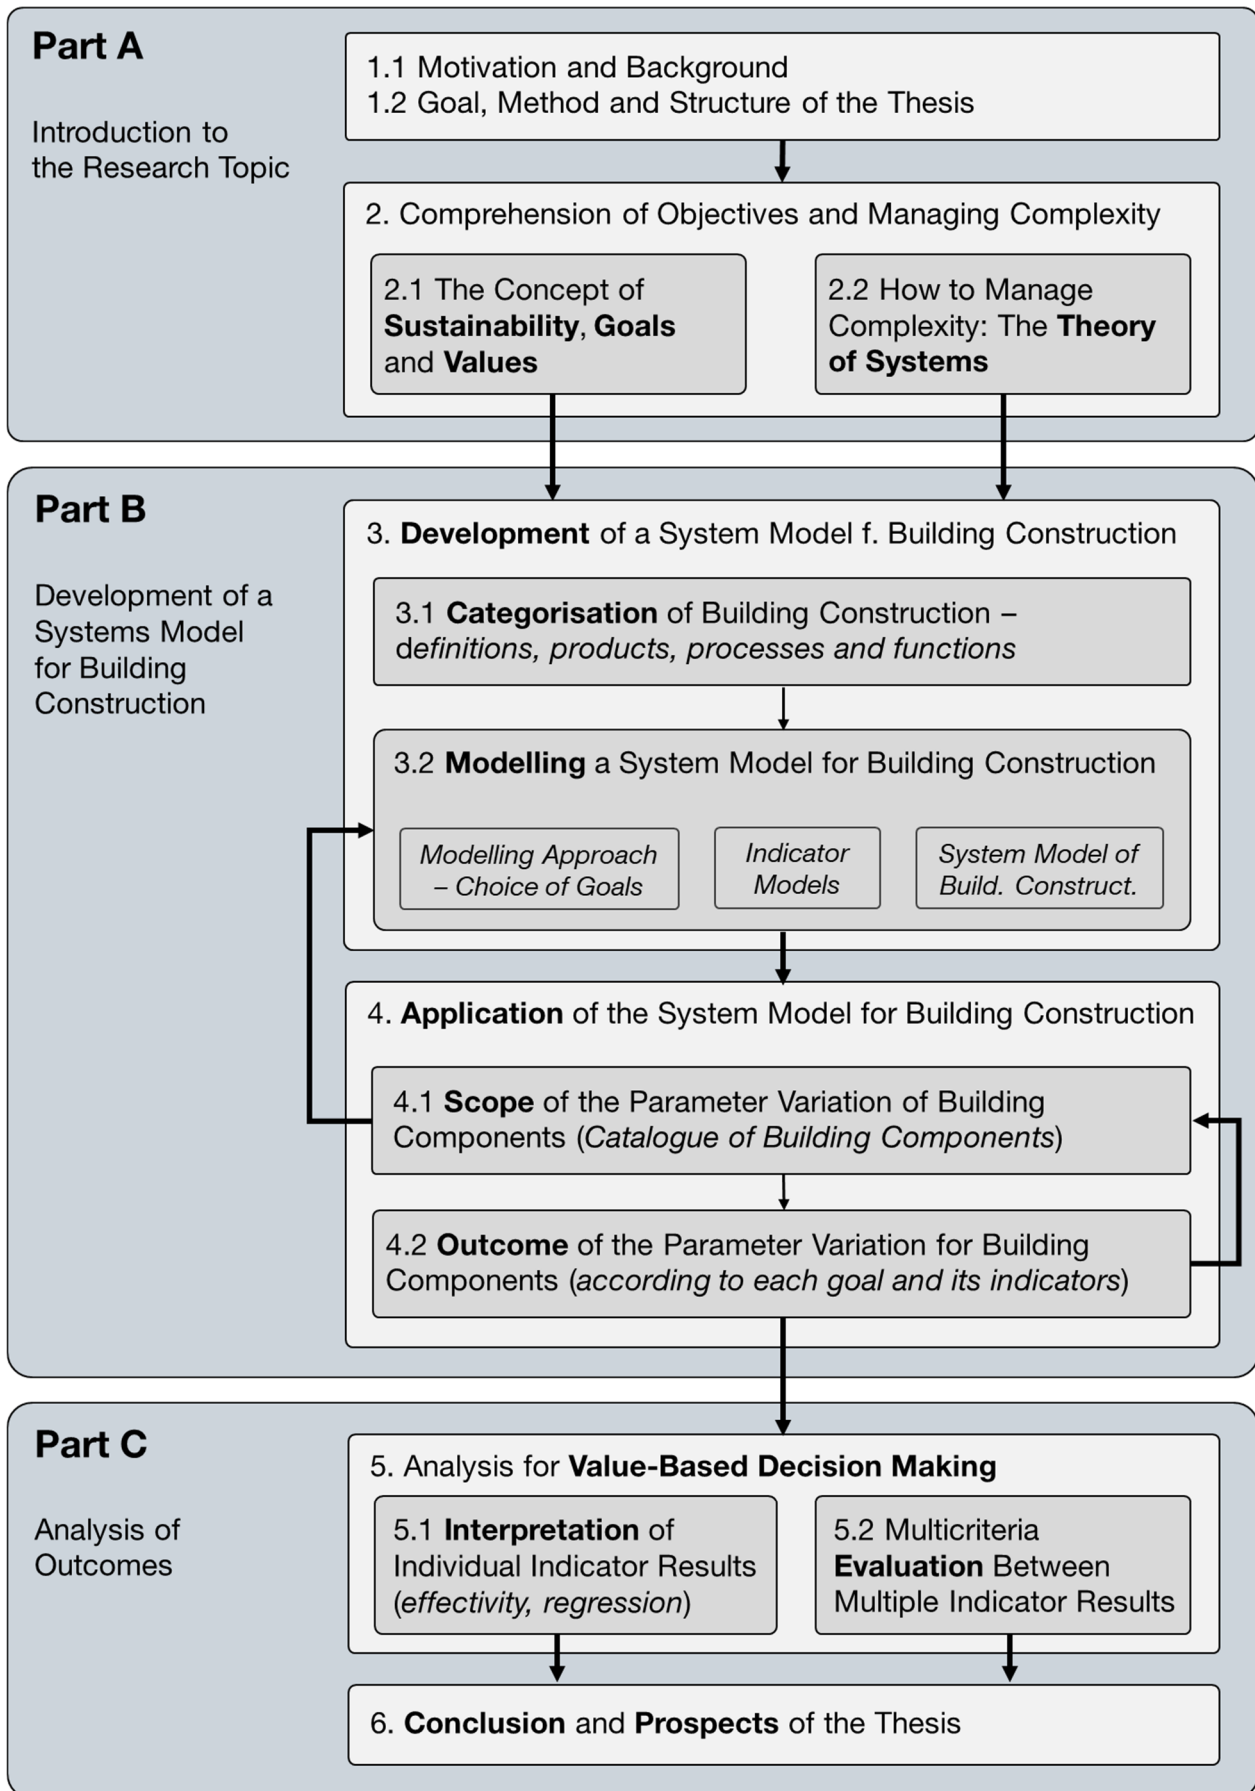 Part A
Introduction to
the Research Topic
1.1 Motivation and Background
1.2 Goal, Method and Structure of the Thesis
2. Comprehension of Objectives and Managing Complexity
2.1 The Concept of
Sustainability, Goals
and Values
2.2 How to Manage
Complexity: The Theory
of Systems
Part B
Development of a
Systems Model
for Building
Construction
3. Development of a System Model f. Building Construction
3.1 Categorisation of Building Construction –
definitions, products, processes and functions
3.2 Modelling a System Model for Building Construction
Modelling Approach
– Choice of Goals
Indicator
Models
System Model of
Build. Construct.
4. Application of the System Model for Building Construction
4.1 Scope of the Parameter Variation of Building
Components (Catalogue of Building Components)
4.2 Outcome of the Parameter Variation for Building
Components (according to each goal and its indicators)
Part C
Analysis of
Outcomes
5. Analysis for Value-Based Decision Making
5.1 Interpretation of
Individual Indicator Results
(effectivity, regression)
5.2 Multicriteria
Evaluation Between
Multiple Indicator Results
6. Conclusion and Prospects of the Thesis